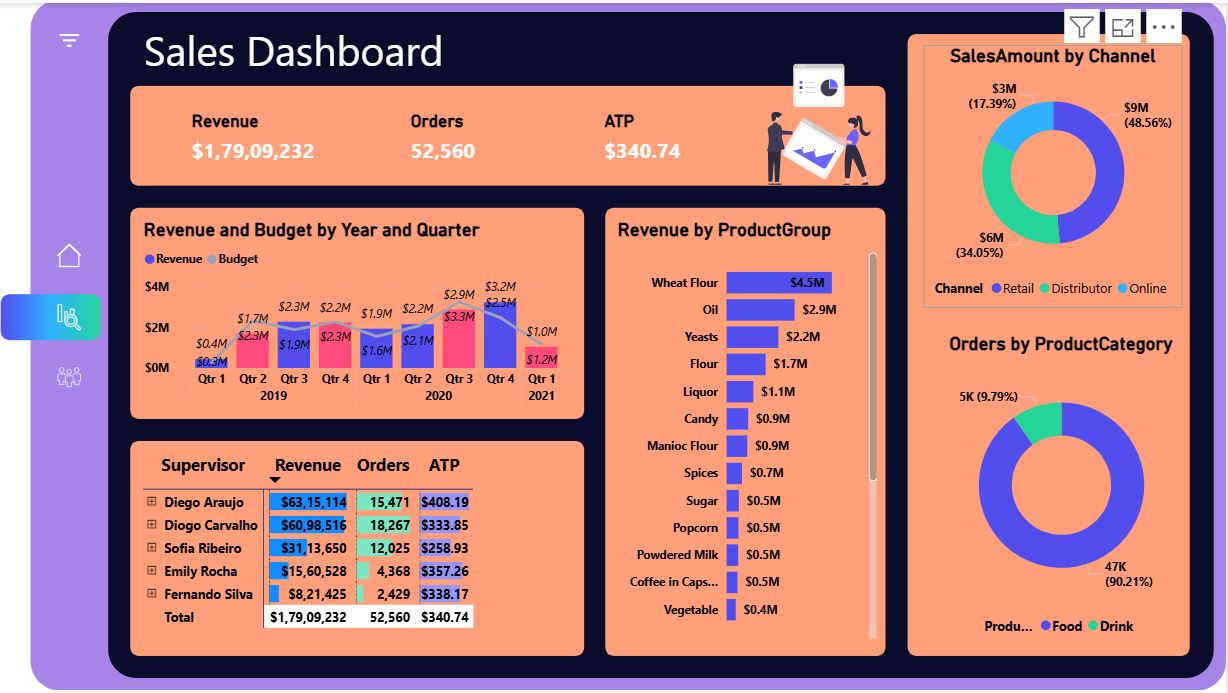 Sales Dashboard
Revenue Orders ATP
$1,79,09,232 52,560 $340.74
Revenue and Budget by Year and Quarter
Revenue Budget
$4M
$2M
$0M
$0.4M $1.7M $2.3M $2.2M $1.9M $2.2M $2.9M $3.2M $1.0M
$0.3M $2.3M $1.9M $2.3M $1.6M $2.1M $3.3M $2.5M $1.2M
Qtr 1 Qtr 2 Qtr 3 Qtr 4 Qtr 1 Qtr 2 Qtr 3 Qtr 4 Qtr 1
2019 2020 2021
Supervisor Revenue Orders ATP
Diego Araujo $63,15,114 15,471 $408.19
Diogo Carvalho $60,98,516 18,267 $333.85
Sofia Ribeiro $31,13,650 12,025 $258.93
Emily Rocha $15,60,528 4,368 $357.26
Fernando Silva $8,21,425 2,429 $338.17
Total $1,79,09,232 52,560 $340.74
Revenue by ProductGroup
Wheat Flour $4.5M
Oil $2.9M
Yeasts $2.2M
Flour $1.7M
Liquor $1.1M
Candy $0.9M
Manioc Flour $0.9M
Spices $0.7M
Sugar $0.5M
Popcorn $0.5M
Powdered Milk $0.5M
Coffee in Caps... $0.5M
Vegetable $0.4M
SalesAmount by Channel
$3M
(17.39%)
$9M
(48.56%)
$6M
(34.05%)
Channel Retail Distributor Online
Orders by ProductCategory
5K (9.79%)
47K
(90.21%)
Produ... Food Drink